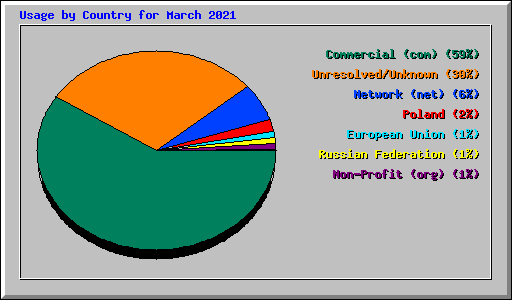 Usage by Country for March 2021
Commercial (com) (59%)
Unresolved/Unknown (30%)
Network (net) (6%)
Poland (2%)
European Union (1%)
Russian Federation (1%)
Non-Profit (org) (1%)